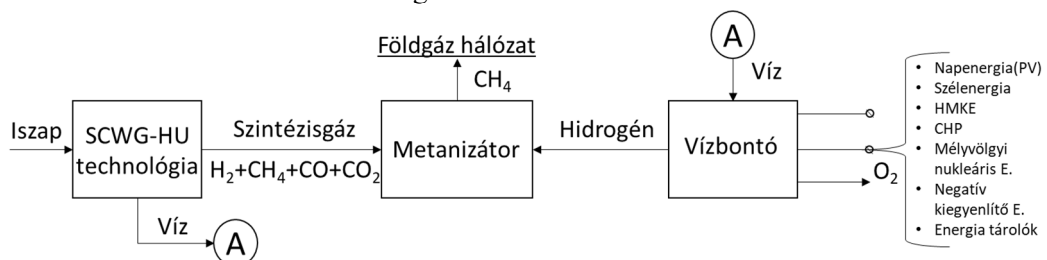 Földgáz hálózat
CH₄
A
Víz
Iszap
SCWG-HU
technológia
Szintézisgáz
H₂+CH₄+CO+CO₂
Metanizátor
Hidrogén
Vízbontó
O₂
• Napenergia(PV)
• Szélenergia
• HMKE
• CHP
• Mélyvölgyi
nukleáris E.
• Negatív
kiegyenlítő E.
• Energia tárolók
Víz
A